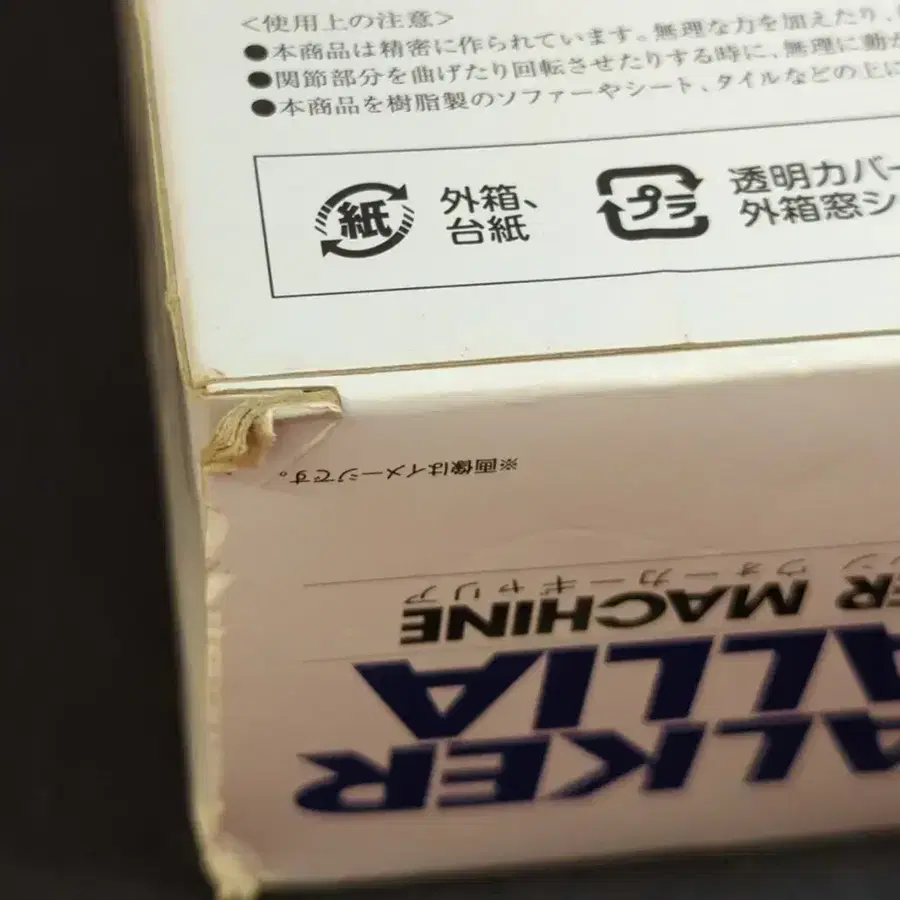 <使用上の注意>
●本商品は精密に作られています。無理な力を加えたり、
●関節部分を曲げたり回転させたりする時に、無理に動か
●本商品を樹脂製のソファーやシート、タイルなどの上に
紙
外箱、
台紙
プラ
透明カバー
外箱窓シ
※画像はイメージです。
ウォーカーギャリア
ER MACHINE
ALLIA
ALKER